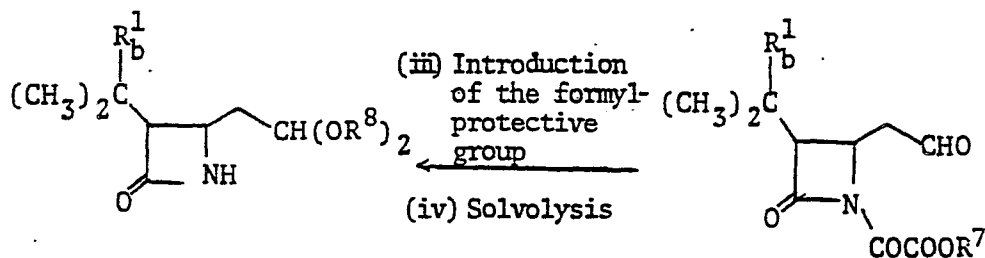 R¹b
(CH₃)₂C
CH(OR⁸)₂
NH
O
(iii) Introduction
of the formyl-
protective
group
(iv) Solvolysis
R¹b
(CH₃)₂C
CHO
O
N
COCOOR⁷